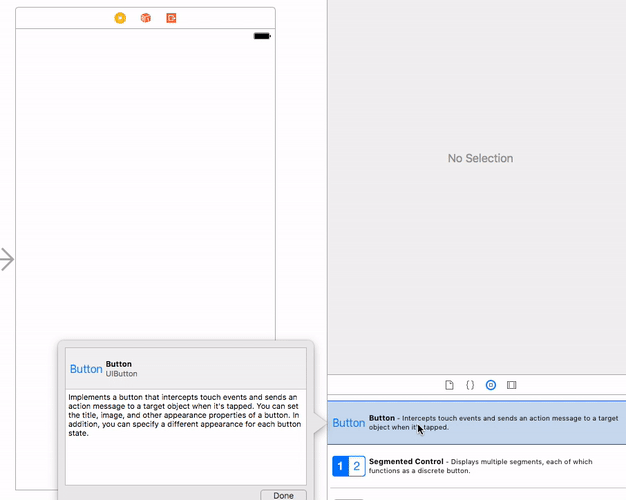 No Selection
Button
UIButton
Button
Implements a button that intercepts touch events and sends an
action message to a target object when it's tapped. You can set
the title, image, and other appearance properties of a button. In
addition, you can specify a different appearance for each button
state.
Done
Button
Button - Intercepts touch events and sends an action message to a target
object when it's tapped.
1 2
Segmented Control - Displays multiple segments, each of which
functions as a discrete button.